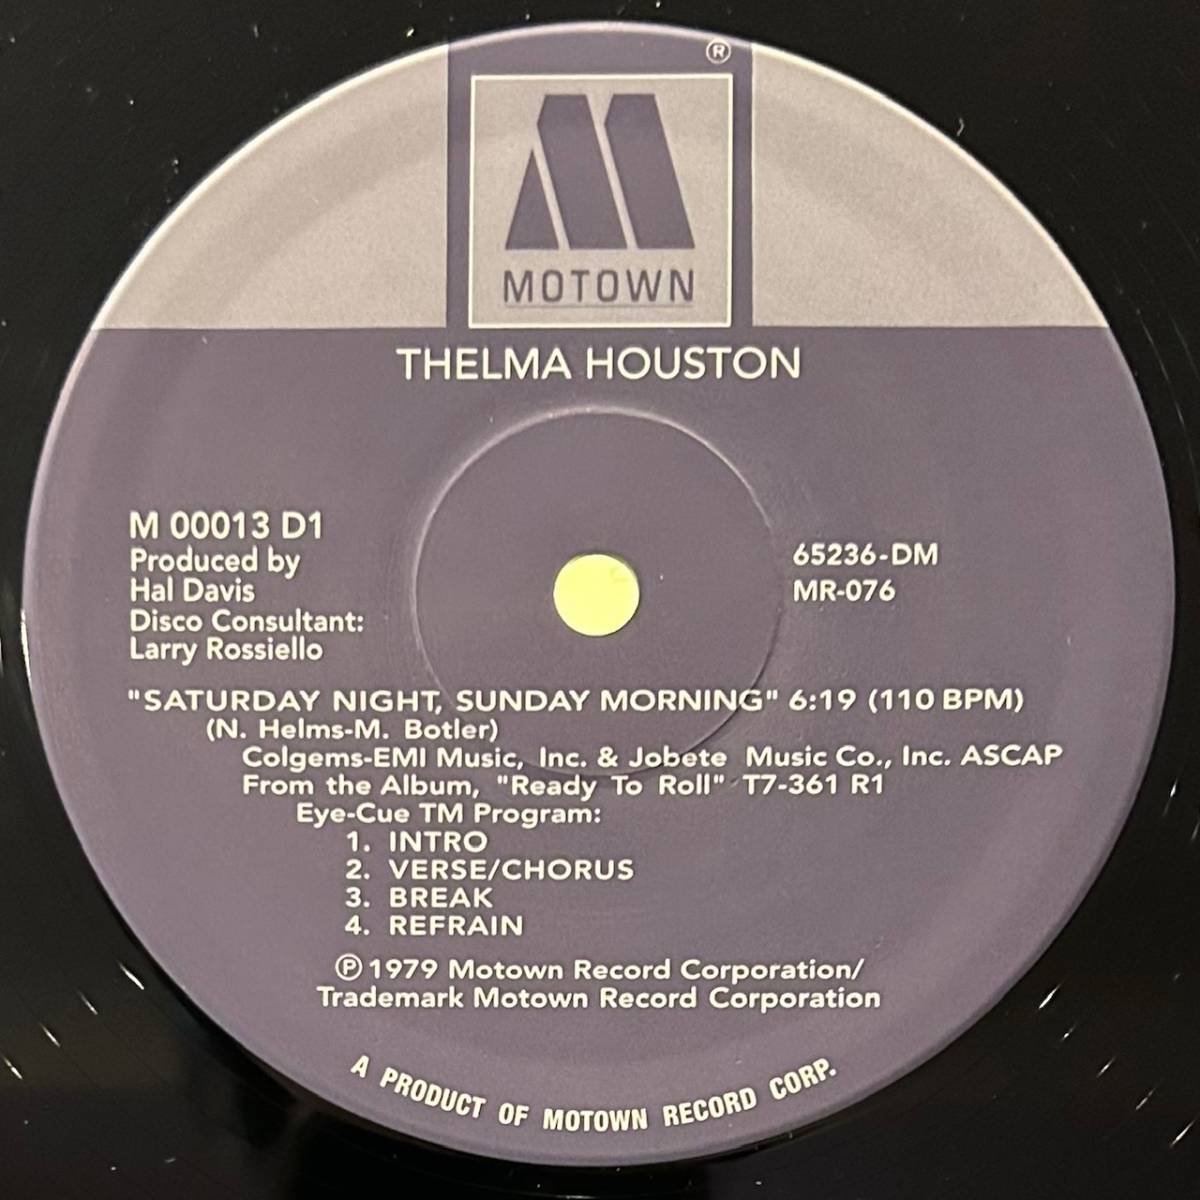 ®
MOTOWN
THELMA HOUSTON
M 00013 D1
Produced by
Hal Davis
Disco Consultant:
Larry Rossiello
65236-DM
MR-076
"SATURDAY NIGHT, SUNDAY MORNING" 6:19 (110 BPM)
(N. Helms-M. Botler)
Colgems-EMI Music, Inc. & Jobete Music Co., Inc. ASCAP
From the Album, "Ready To Roll" T7-361 R1
Eye-Cue TM Program:
1. INTRO
2. VERSE/CHORUS
3. BREAK
4. REFRAIN
℗ 1979 Motown Record Corporation/
Trademark Motown Record Corporation
A PRODUCT OF MOTOWN RECORD CORP.